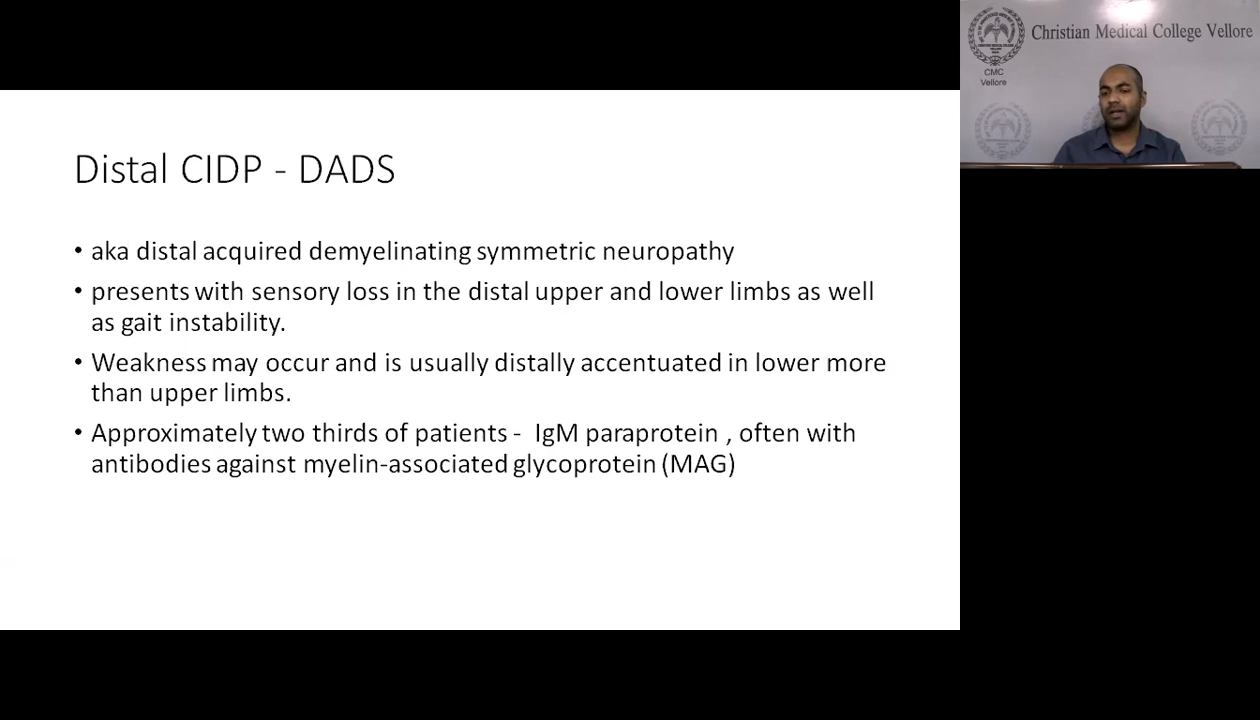 Distal CIDP - DADS
• aka distal acquired demyelinating symmetric neuropathy
• presents with sensory loss in the distal upper and lower limbs as well
as gait instability.
• Weakness may occur and is usually distally accentuated in lower more
than upper limbs.
• Approximately two thirds of patients -  IgM paraprotein , often with
antibodies against myelin-associated glycoprotein (MAG)
Christian Medical College Vellore
CMC
Vellore